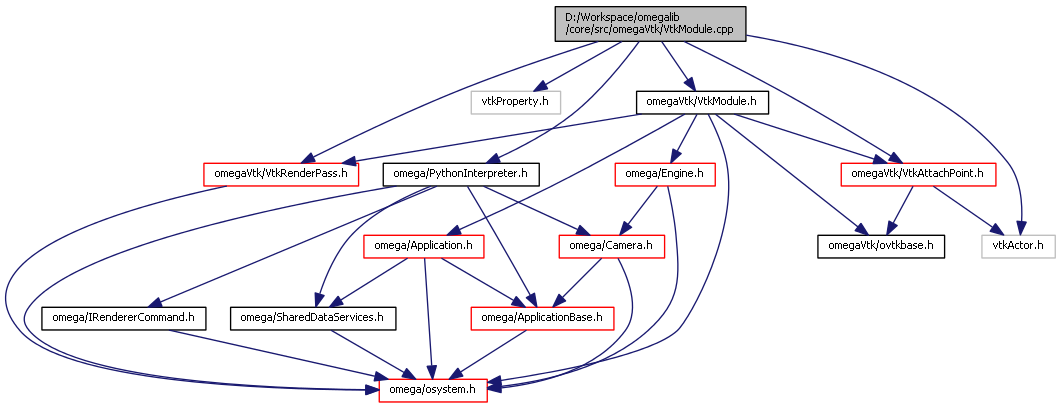 D:/Workspace/omegalib
/core/src/omegaVtk/VtkModule.cpp
vtkProperty.h
omegaVtk/VtkModule.h
omegaVtk/VtkRenderPass.h
omega/PythonInterpreter.h
omega/Engine.h
omegaVtk/VtkAttachPoint.h
omega/Application.h
omega/Camera.h
omegaVtk/ovtkbase.h
vtkActor.h
omega/IRendererCommand.h
omega/SharedDataServices.h
omega/ApplicationBase.h
omega/osystem.h